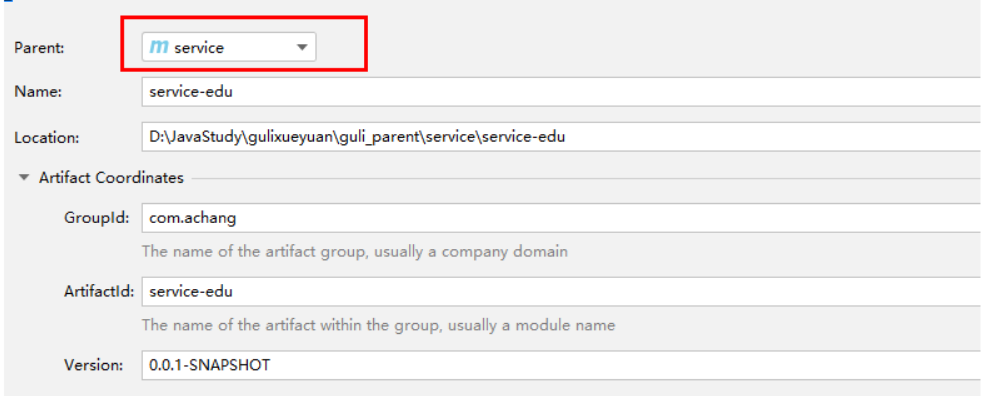 Parent: m service
Name: service-edu
Location: D:\JavaStudy\gulixueyuan\guli_parent\service\service-edu
Artifact Coordinates
GroupId: com.achang
The name of the artifact group, usually a company domain
ArtifactId: service-edu
The name of the artifact within the group, usually a module name
Version: 0.0.1-SNAPSHOT